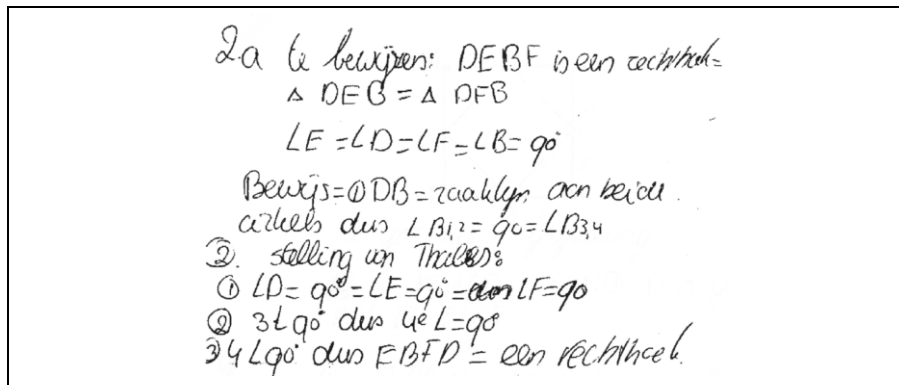 2a te bewijzen: DEBF is een rechthoek=
△ DEB = △ DFB
∠E = ∠D = ∠F = ∠B = 90°
Bewijs = ① DB = raaklijn aan beide
cirkels dus ∠B1,2 = 90 = ∠B3,4
②. stelling van Thales:
① ∠D = 90° = ∠E = 90° = ∠F = 90
② 3∠90° dus 4e ∠ = 90°
3 4 ∠90° dus EBFD = een rechthoek.